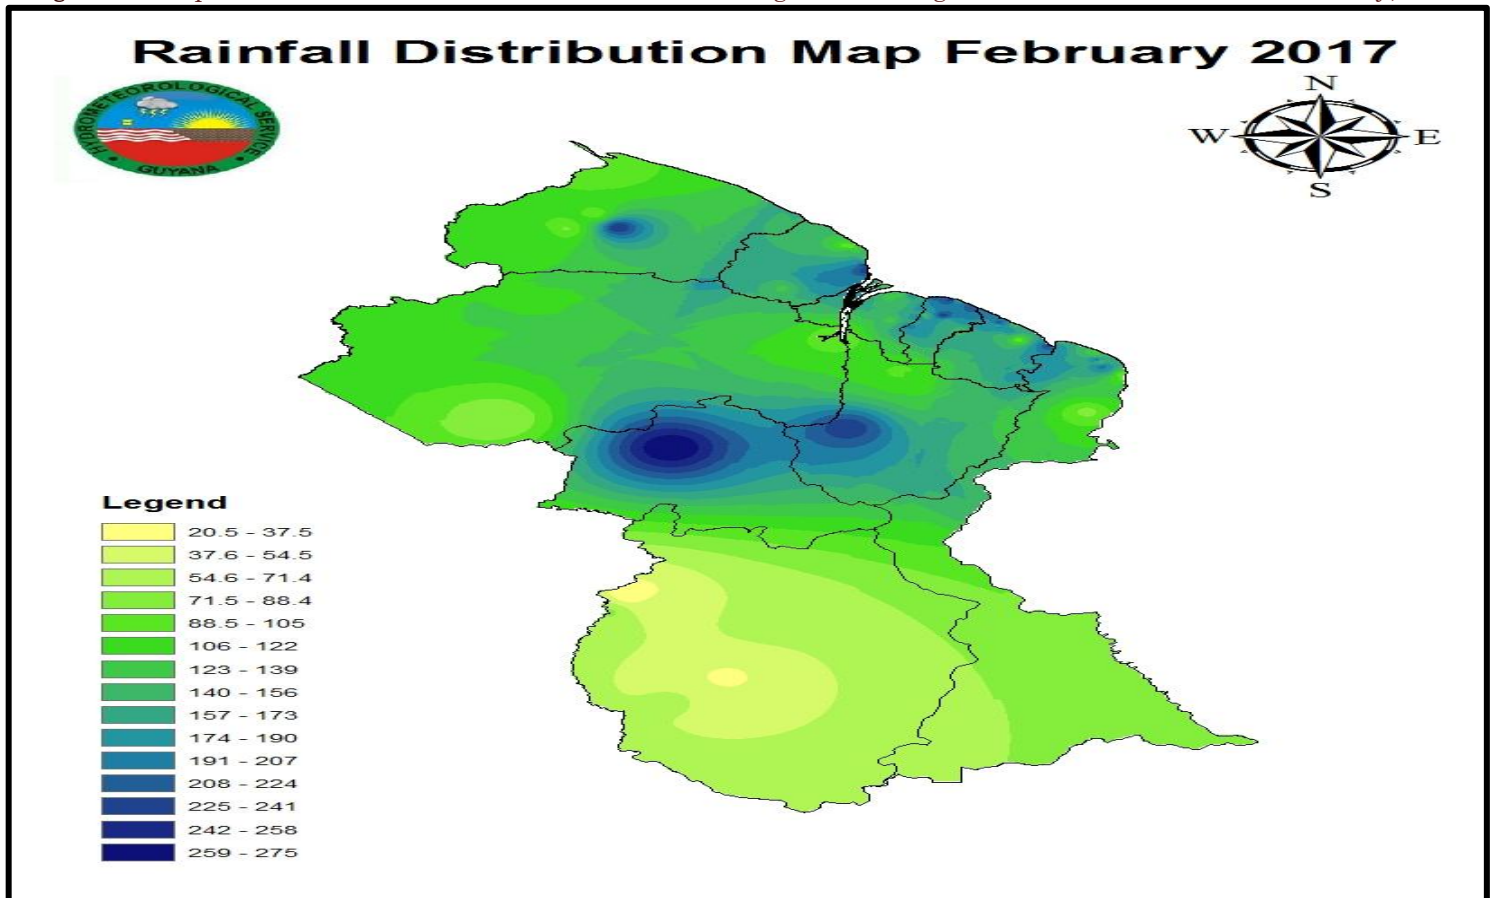 Rainfall Distribution Map February 2017
HYDROMETEOROLOGICAL SERVICE
GUYANA
N
W
E
S
Legend
20.5 - 37.5
37.6 - 54.5
54.6 - 71.4
71.5 - 88.4
88.5 - 105
106 - 122
123 - 139
140 - 156
157 - 173
174 - 190
191 - 207
208 - 224
225 - 241
242 - 258
259 - 275